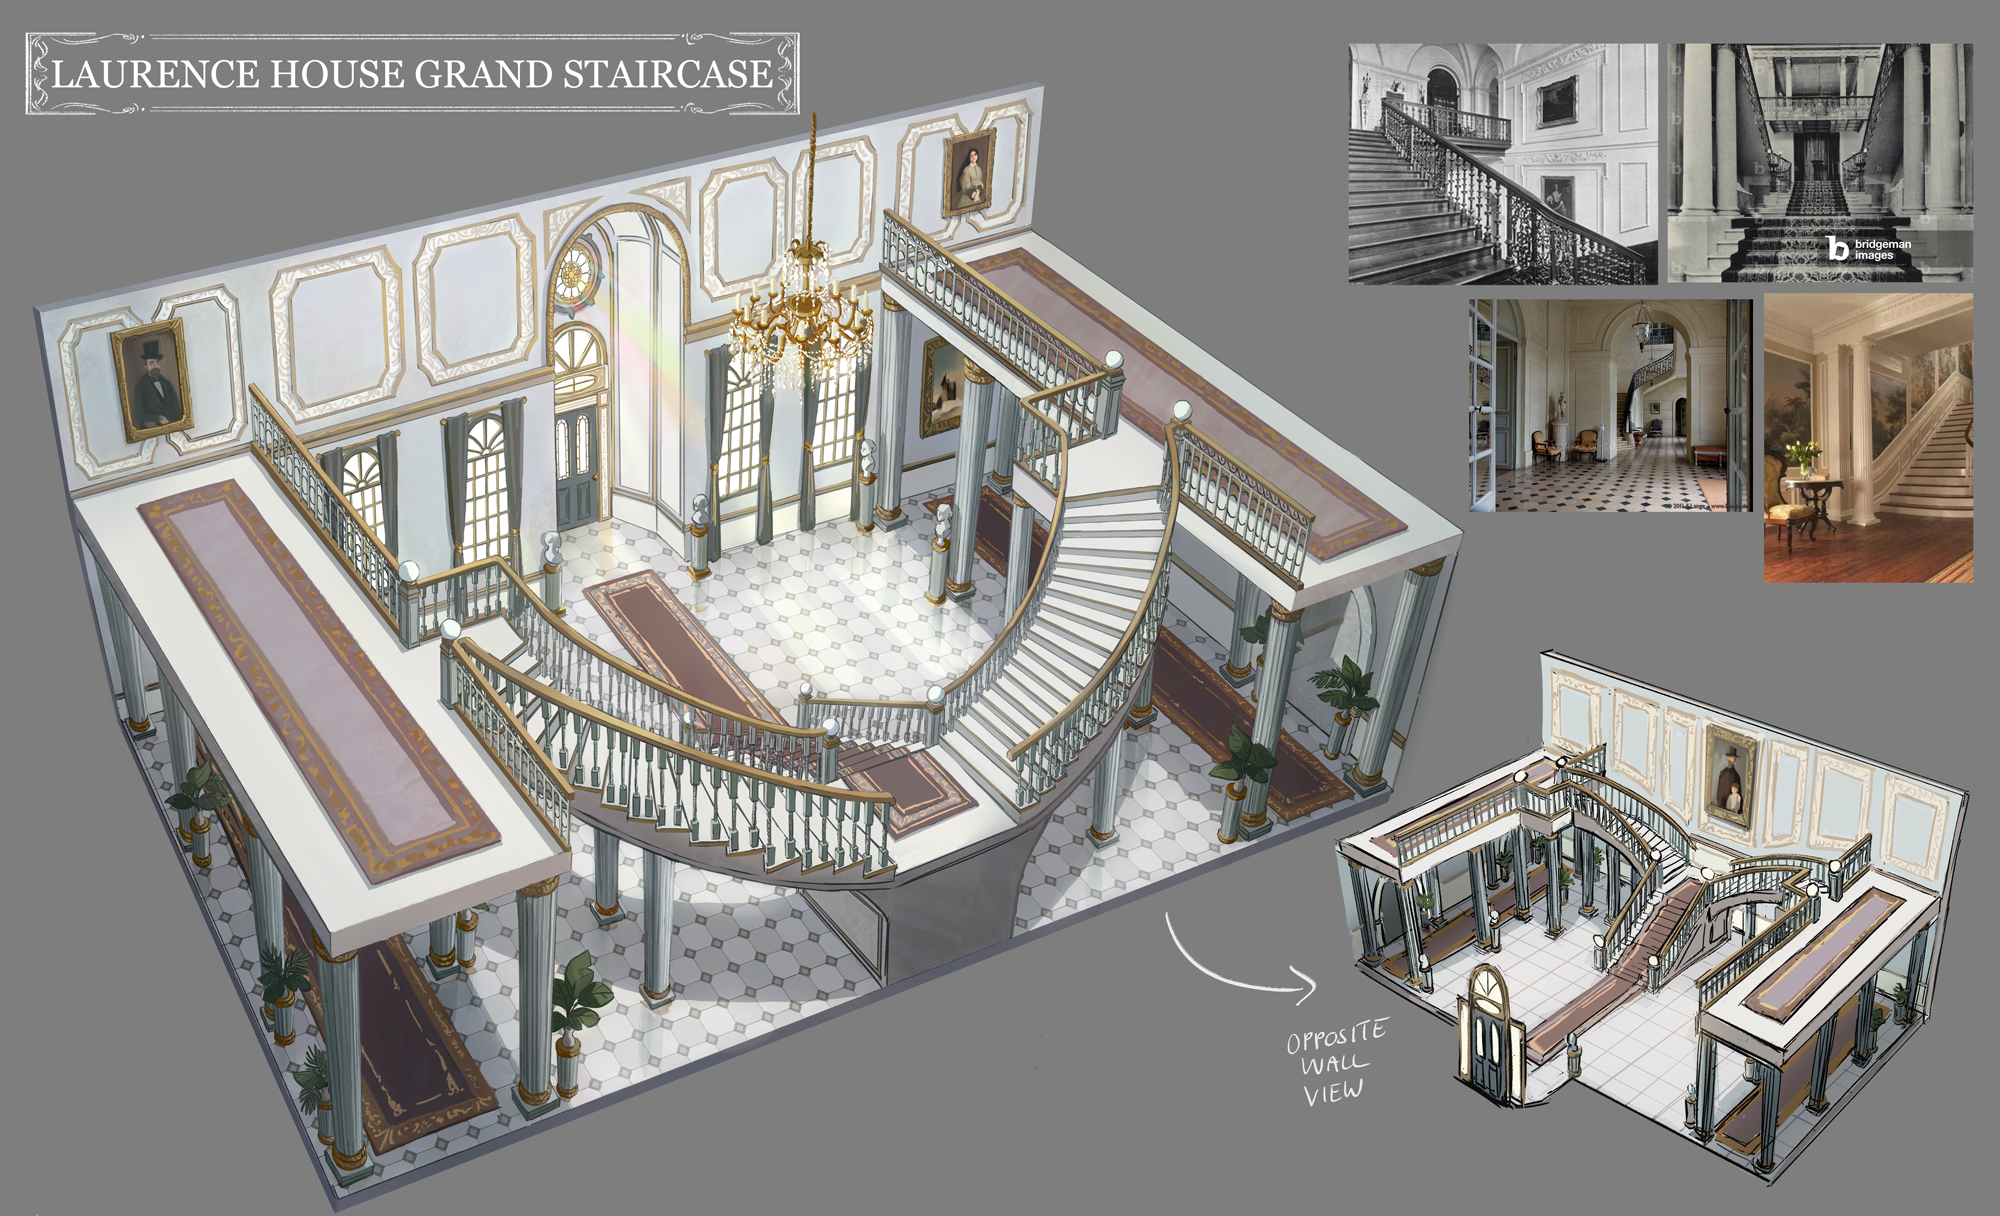 LAURENCE HOUSE GRAND STAIRCASE
b bridgeman
images
OPPOSITE
WALL
VIEW